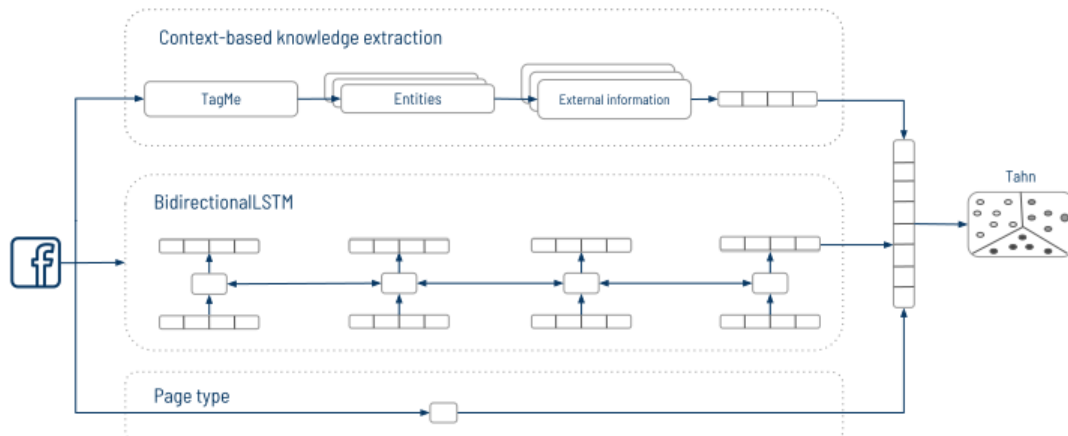 Context-based knowledge extraction
TagMe
Entities
External information
BidirectionalLSTM
Tahn
Page type